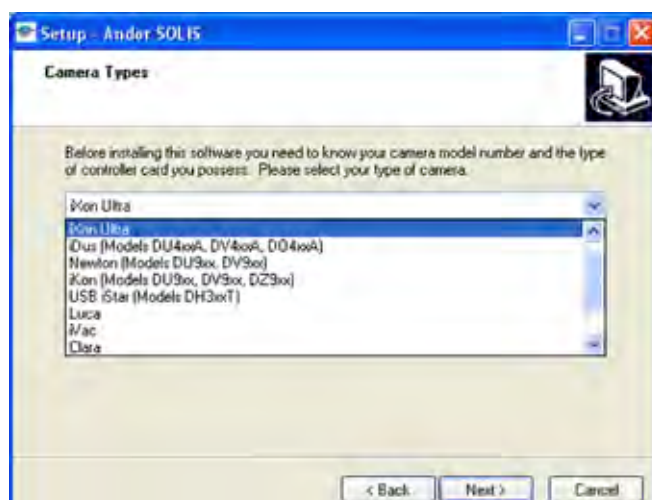 Setup - Andor SOLIS
Camera Types
Before installing this software you need to know your camera model number and the type
of controller card you possess. Please select your type of camera.
iXon Ultra
iXon Ultra
iDus (Models DU4xxA, DV4xxA, DO4xxA)
Newton (Models DU9xx, DV9xx)
iKon (Models DU9xx, DV9xx, DZ9xx)
USB iStar (Models DH3xxT)
Luca
iVac
Clara
< Back
Next >
Cancel